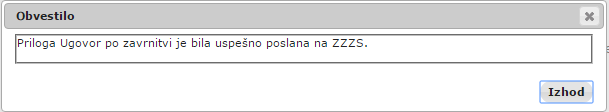 Obvestilo
Priloga Ugovor po zavrnitvi je bila uspešno poslana na ZZZS.
Izhod